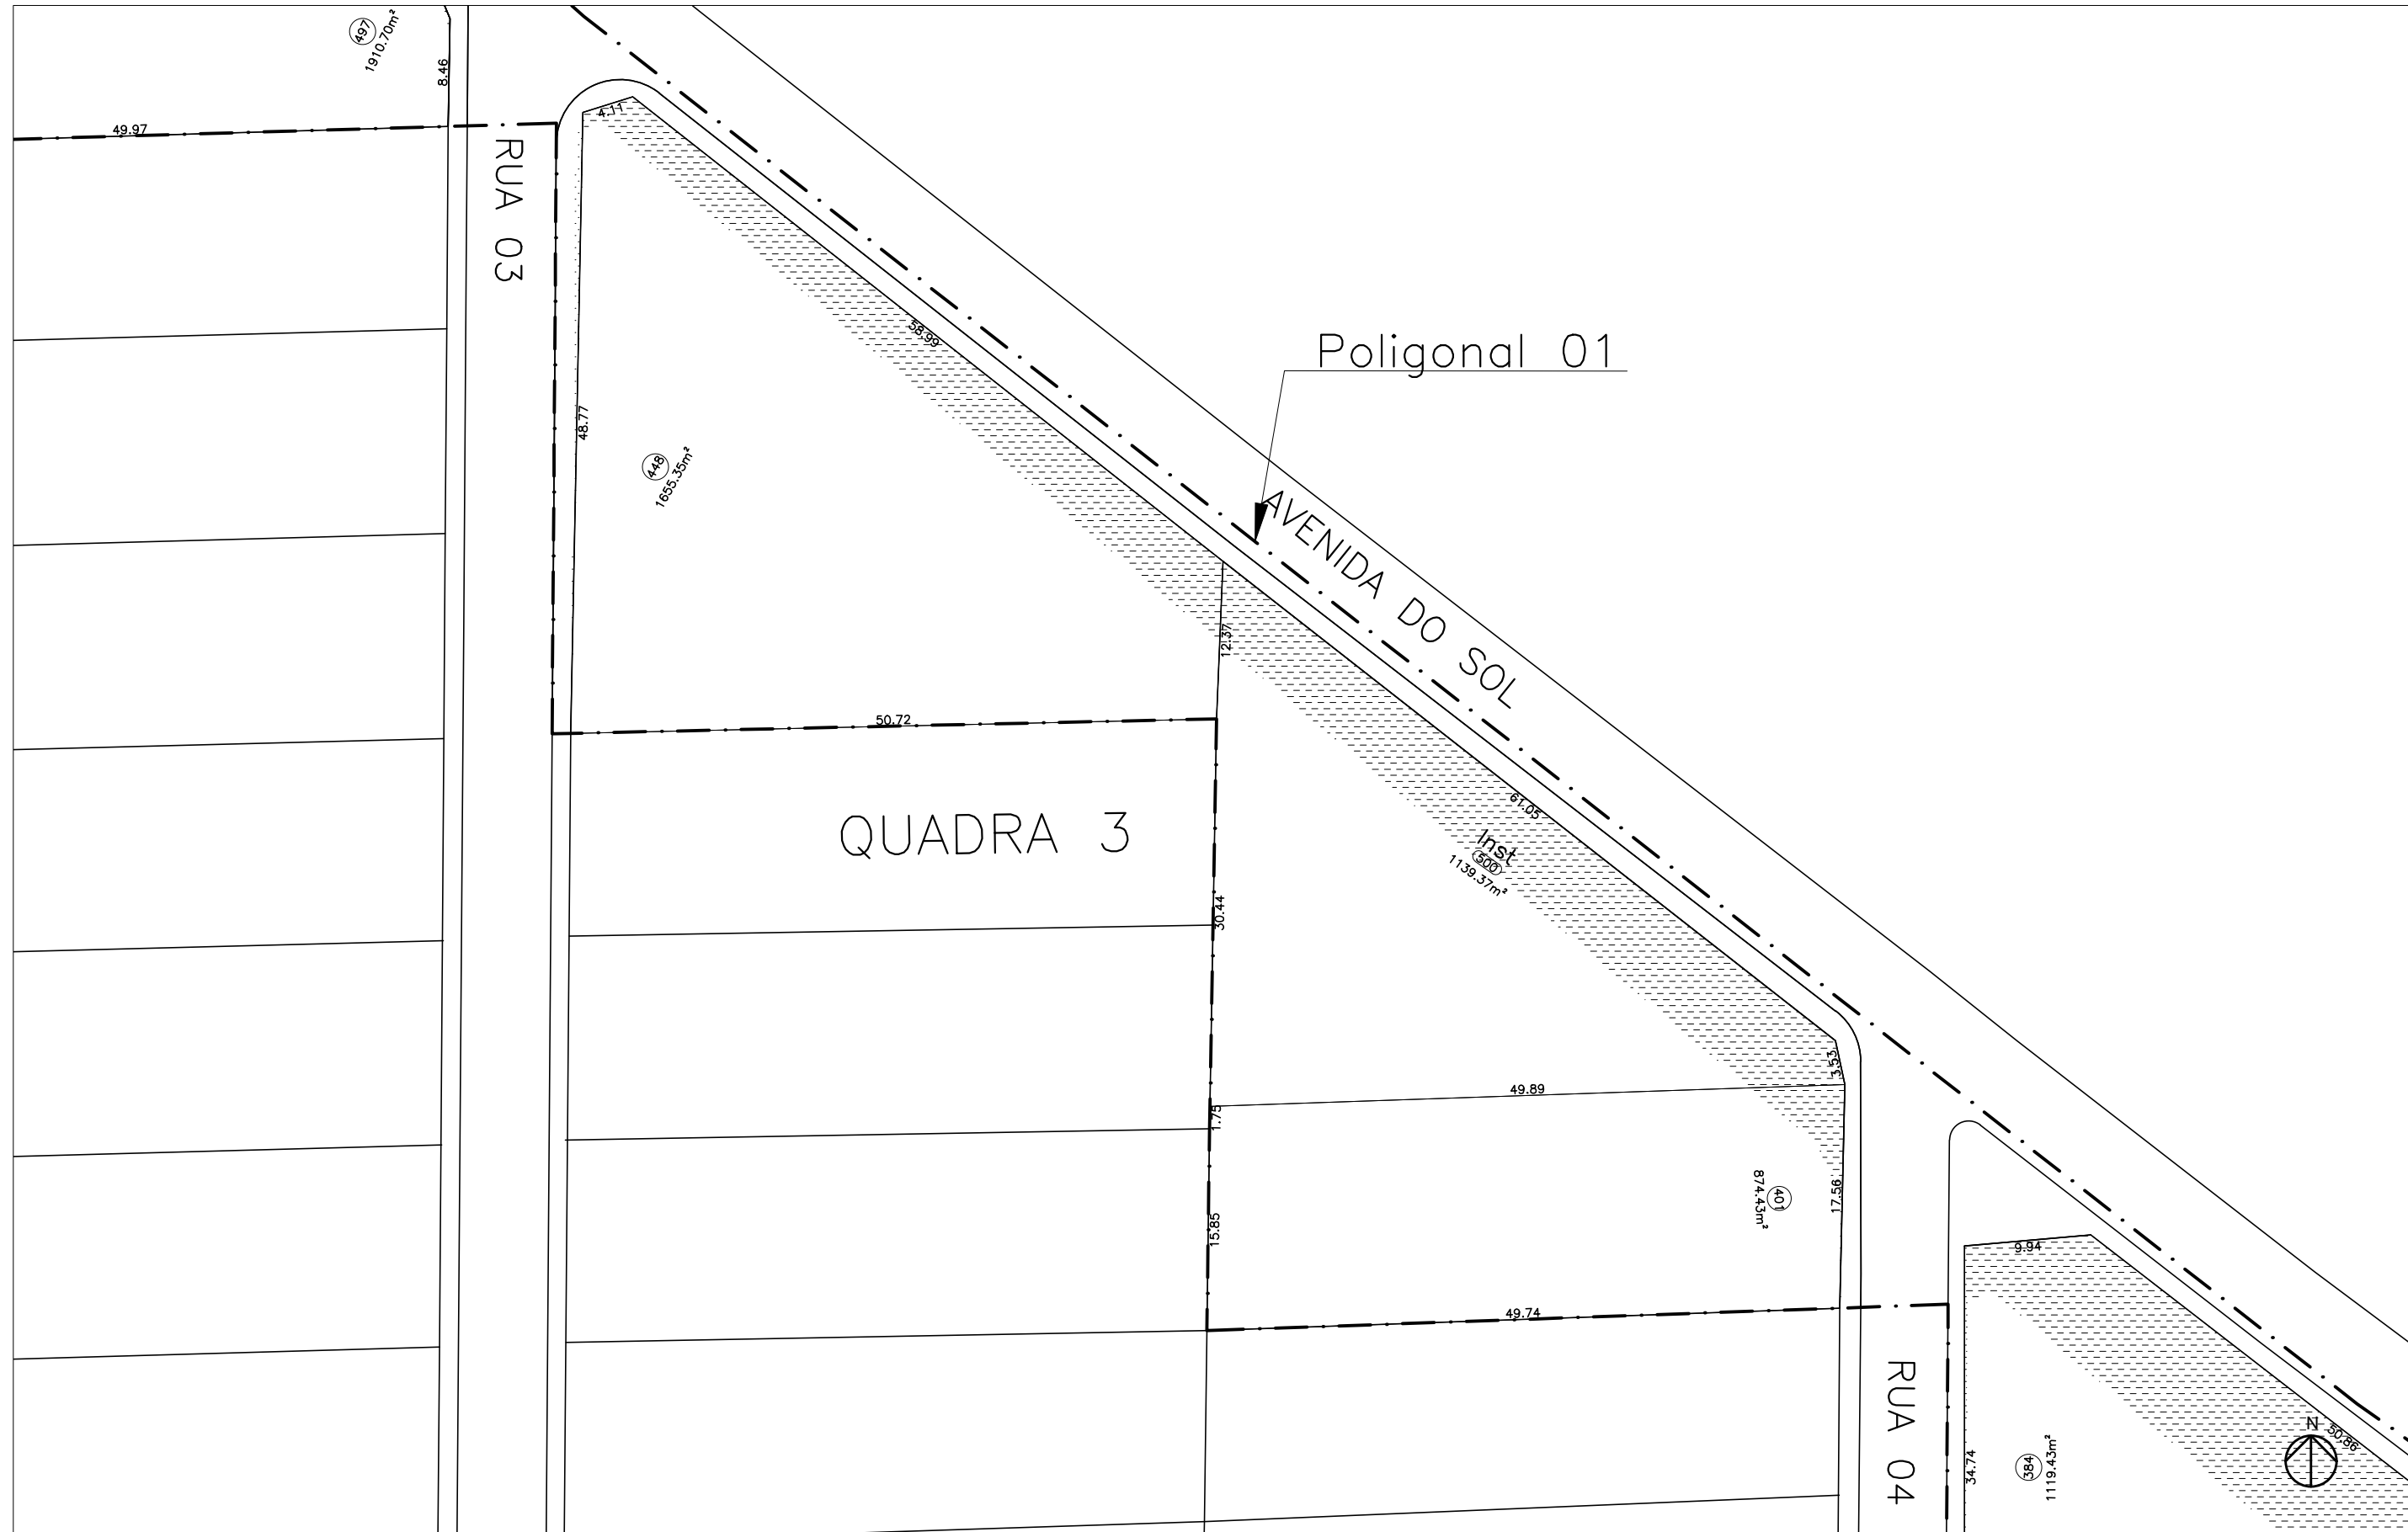 497
1910.70m²
8.46
49.97
4.11
RUA 03
58.99
Poligonal 01
48.77
448
1655.35m²
AVENIDA DO SOL
12.37
50.72
QUADRA 3
61.05
Inst
500
1139.37m²
30.44
3.53
49.89
1.75
401
874.43m²
17.56
15.85
9.94
49.74
RUA 04
N
50.86
34.74
384
1119.43m²